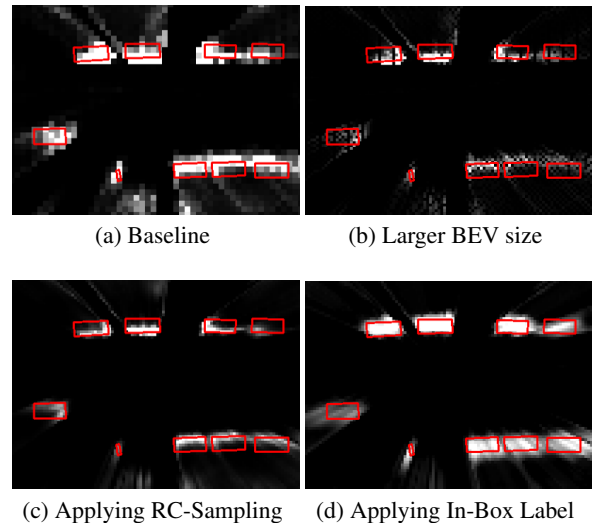 (a) Baseline
(b) Larger BEV size
(c) Applying RC-Sampling
(d) Applying In-Box Label